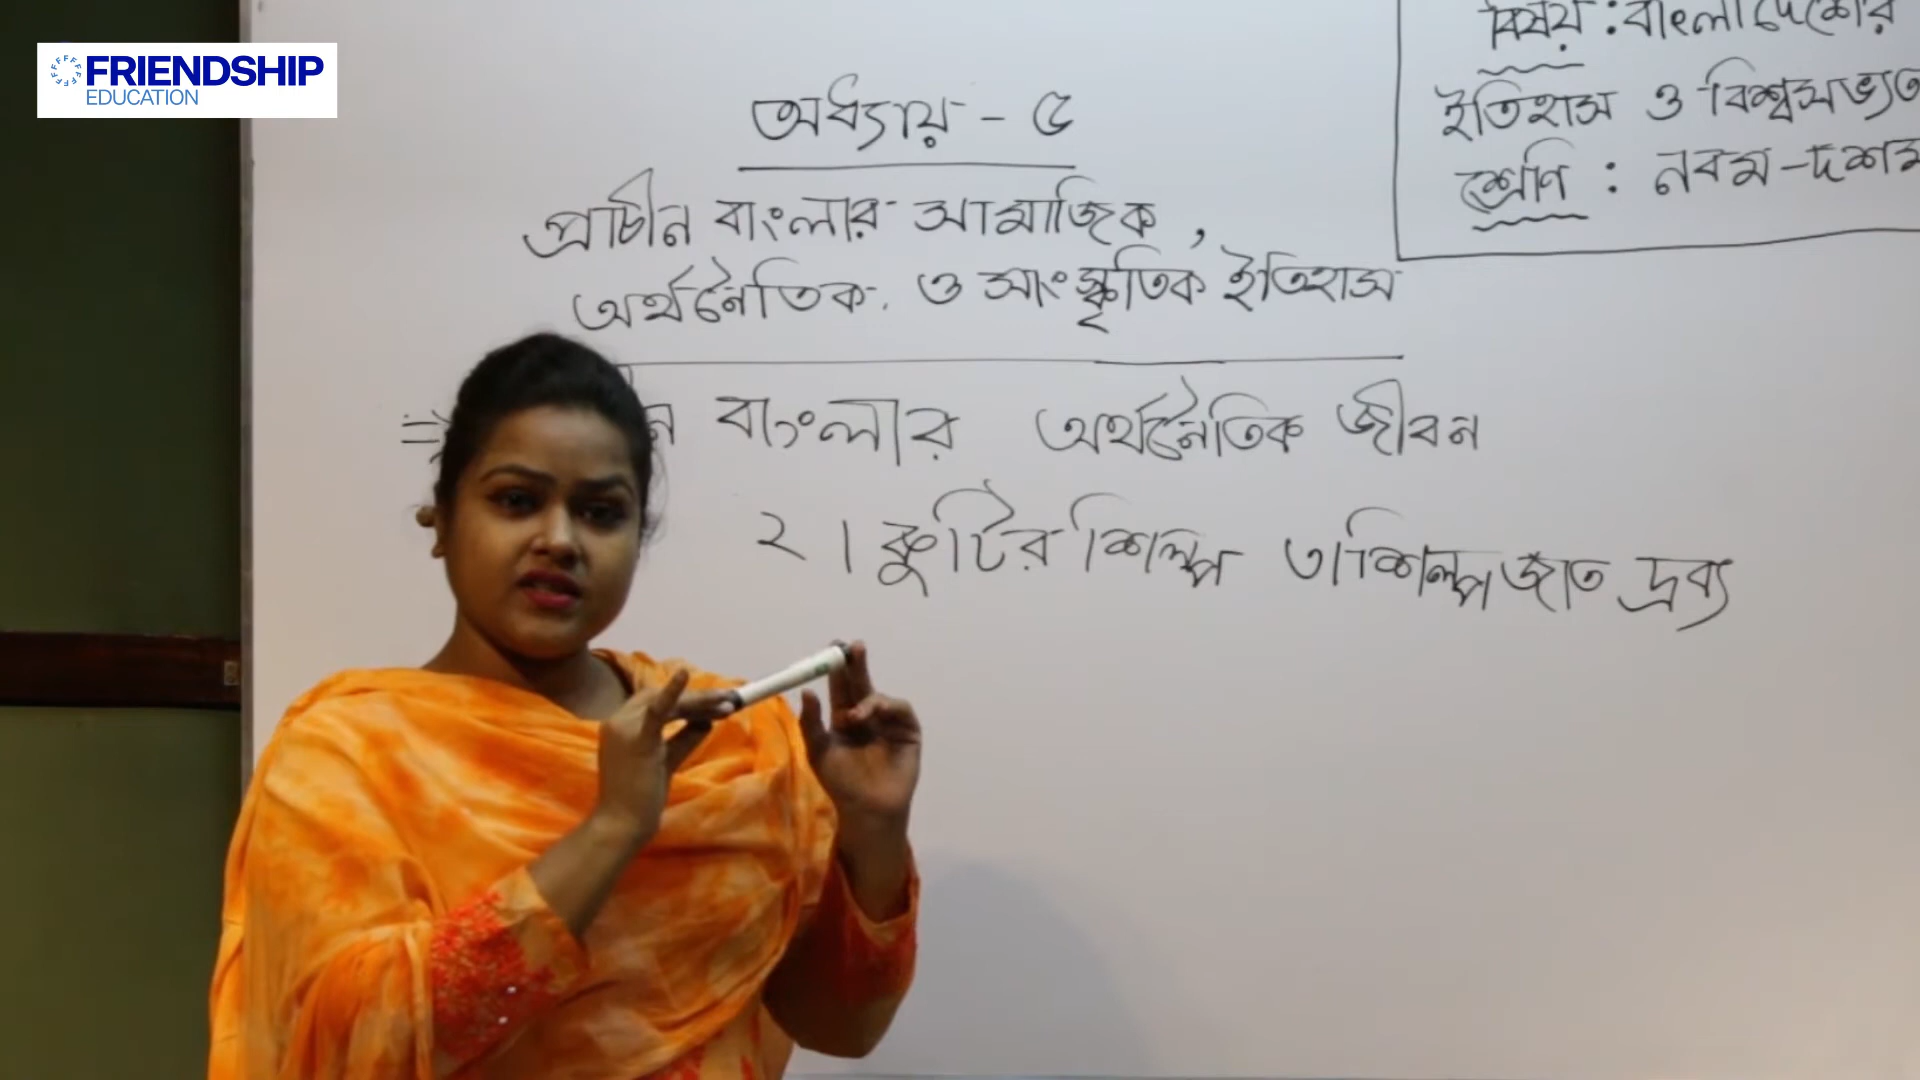 FRIENDSHIP
EDUCATION
বিষয় : বাংলাদেশের
ইতিহাস ও বিশ্বসভ্যত
শ্রেণি : নবম-দশম
অধ্যায় - ৫
প্রাচীন বাংলার সামাজিক,
অর্থনৈতিক ও সাংস্কৃতিক ইতিহাস
ন বাংলার অর্থনৈতিক জীবন
২। কুটির শিল্প তা শিল্পজাত দ্রব্য